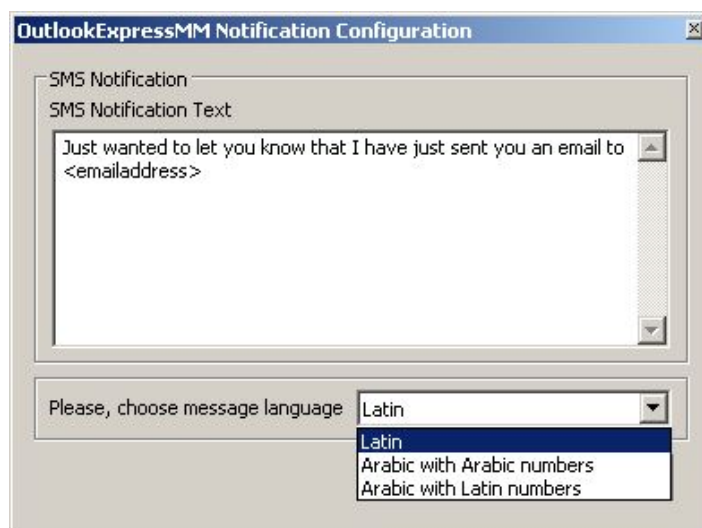 OutlookExpressMM Notification Configuration
SMS Notification
SMS Notification Text
Just wanted to let you know that I have just sent you an email to
<emailaddress>
Please, choose message language Latin
Latin
Arabic with Arabic numbers
Arabic with Latin numbers